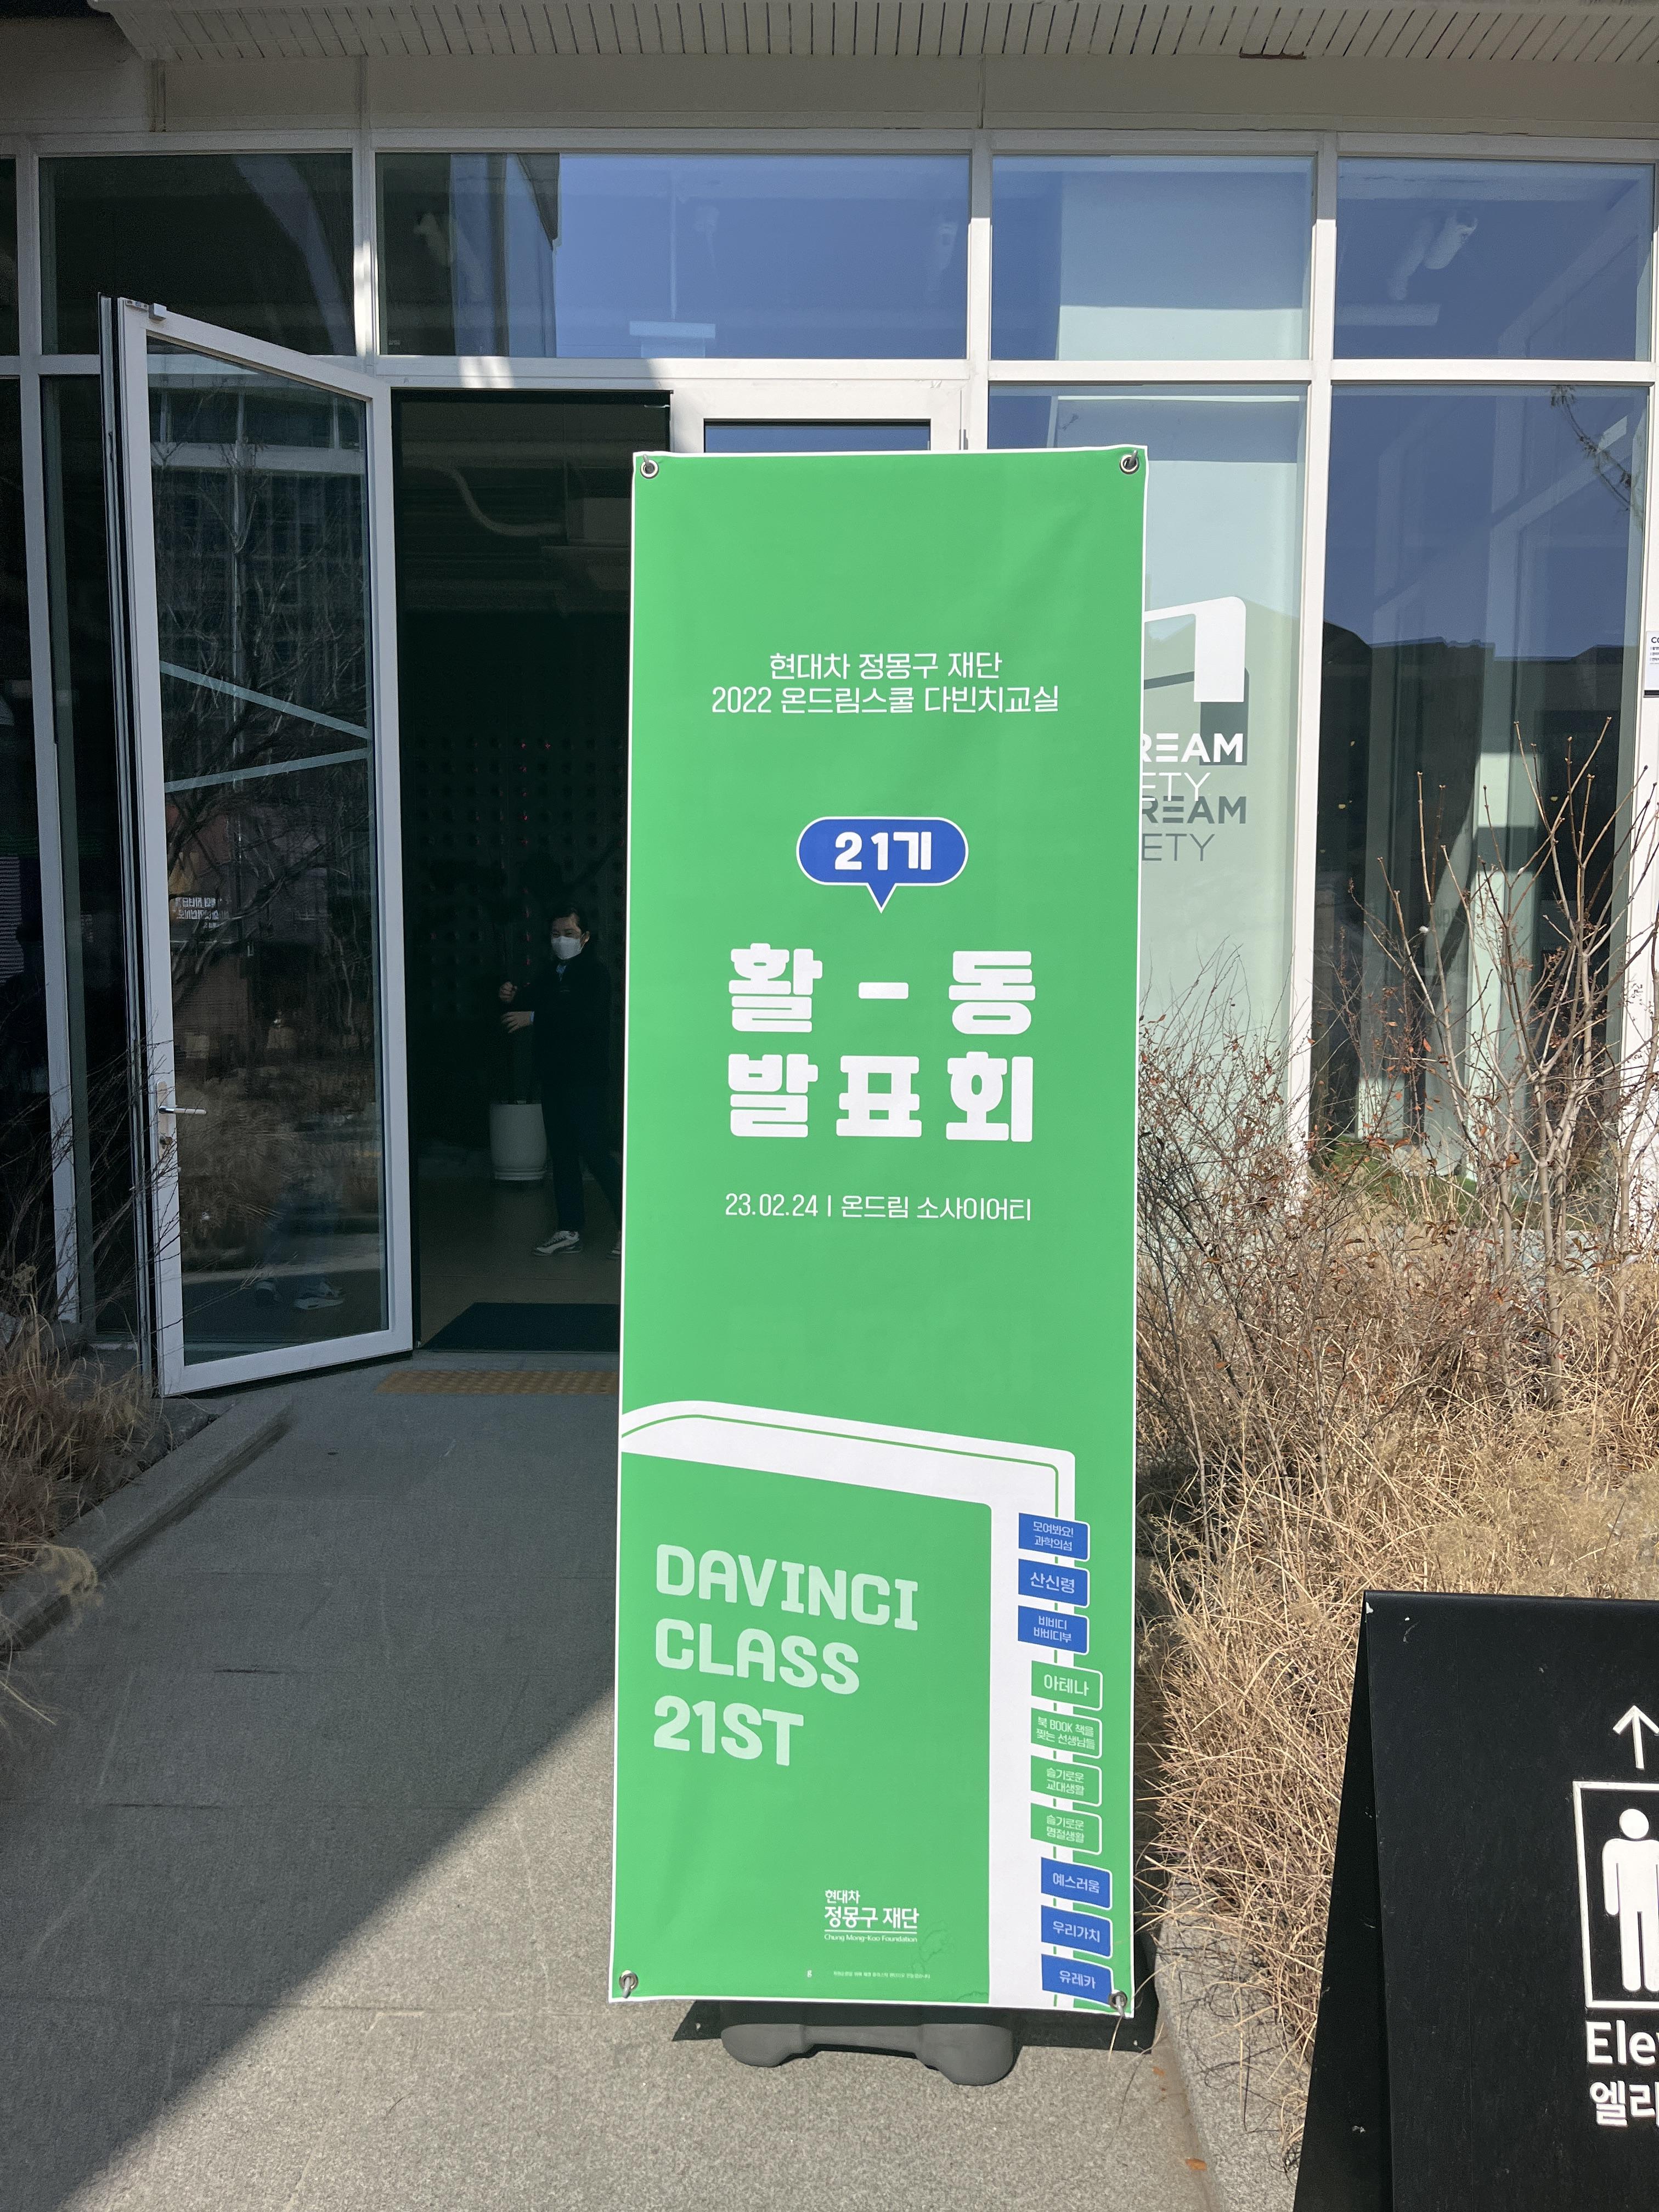 현대차 정몽구 재단
2022 온드림스쿨 다빈치교실
21기
활-동
발표회
23.02.24 | 온드림 소사이어티
DAVINCI
CLASS
21ST
모여봐요!
과학의섬
산신령
비비디
바비디부
아테나
북 BOOK 책을
찢는 선생님들
슬기로운
교대생활
슬기로운
명절생활
예스러움
우리가치
유레카
현대차
정몽구 재단
Chung Mong-Koo Foundation
REAM
ETY
REAM
ETY
Ele
엘리